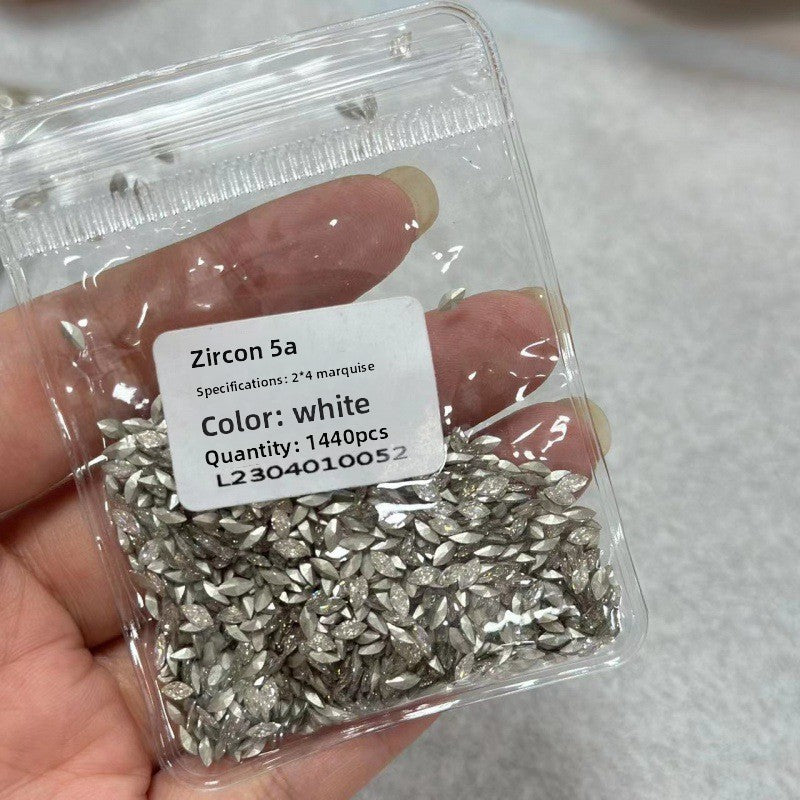 Zircon 5a
Specifications: 2*4 marquise
Color: white
Quantity: 1440pcs
L2304010052